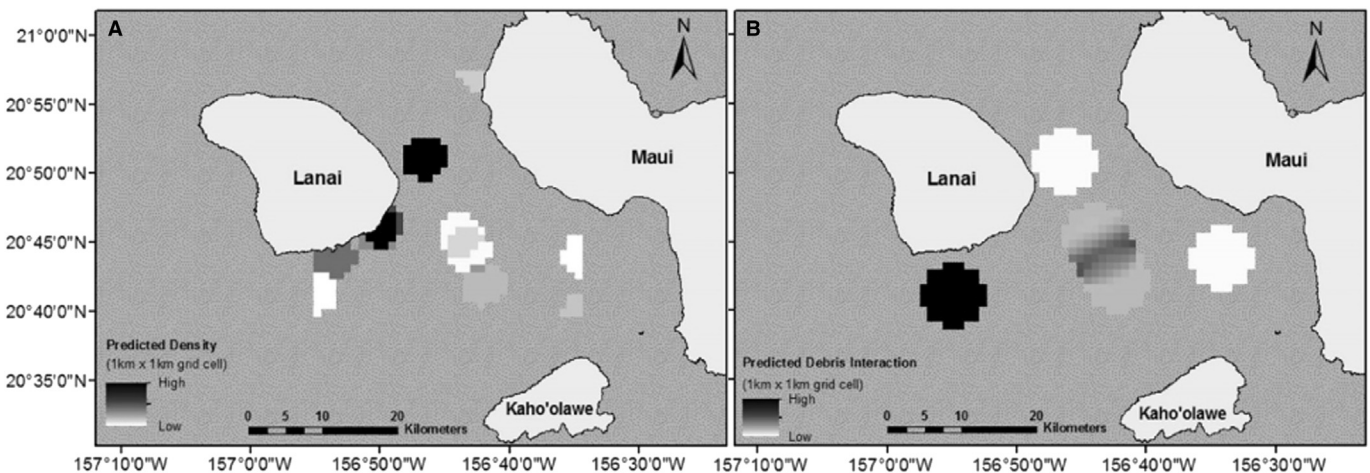 A
B
N
N
21°0'0"N
20°55'0"N
20°50'0"N
20°45'0"N
20°40'0"N
20°35'0"N
Lanai
Maui
Lanai
Maui
Predicted Density
(1km x 1km grid cell)
High
Low
0 5 10 20
Kilometers
Kaho'olawe
Predicted Debris Interaction
(1km x 1km grid cell)
High
Low
0 5 10 20
Kilometers
Kaho'olawe
157°10'0"W 157°0'0"W 156°50'0"W 156°40'0"W 156°30'0"W
157°10'0"W 157°0'0"W 156°50'0"W 156°40'0"W 156°30'0"W